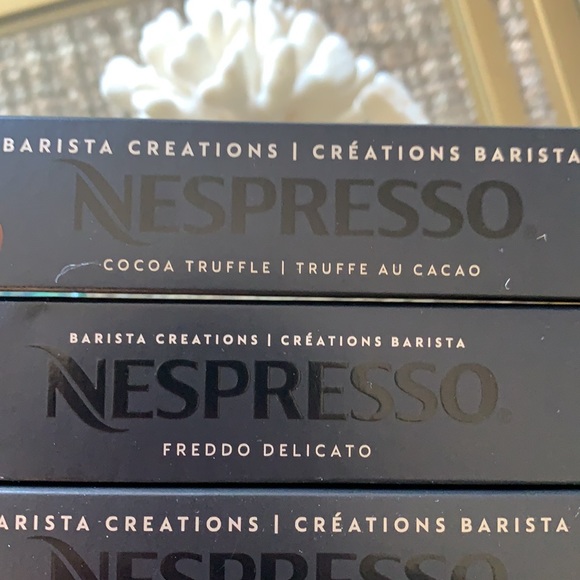 BARISTA CREATIONS | CRÉATIONS BARISTA
NESPRESSO
COCOA TRUFFLE | TRUFFE AU CACAO
BARISTA CREATIONS | CRÉATIONS BARISTA
NESPRESSO
FREDDO DELICATO
ARISTA CREATIONS | CRÉATIONS BARISTA
NESPRESSO